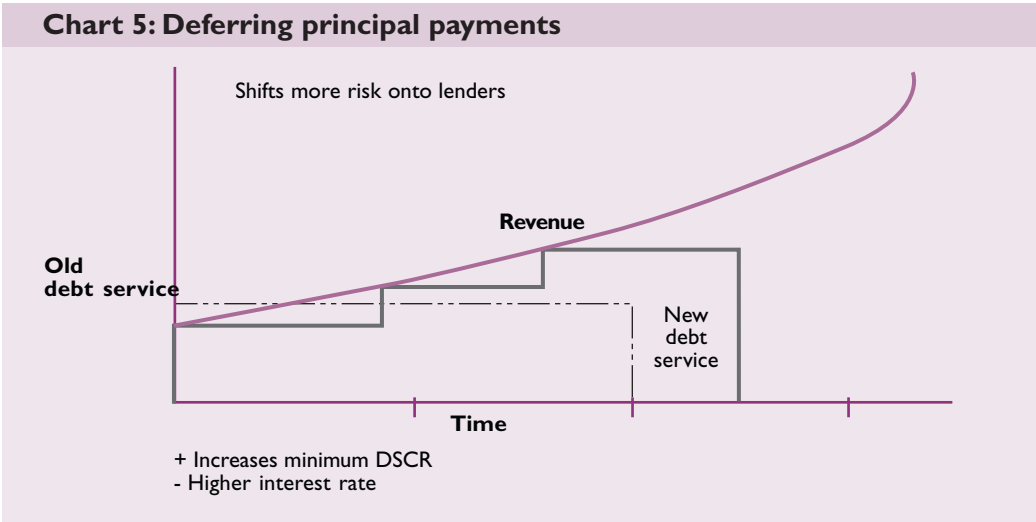 Chart 5: Deferring principal payments
Shifts more risk onto lenders
Revenue
Old
debt service
New
debt
service
Time
+ Increases minimum DSCR
- Higher interest rate